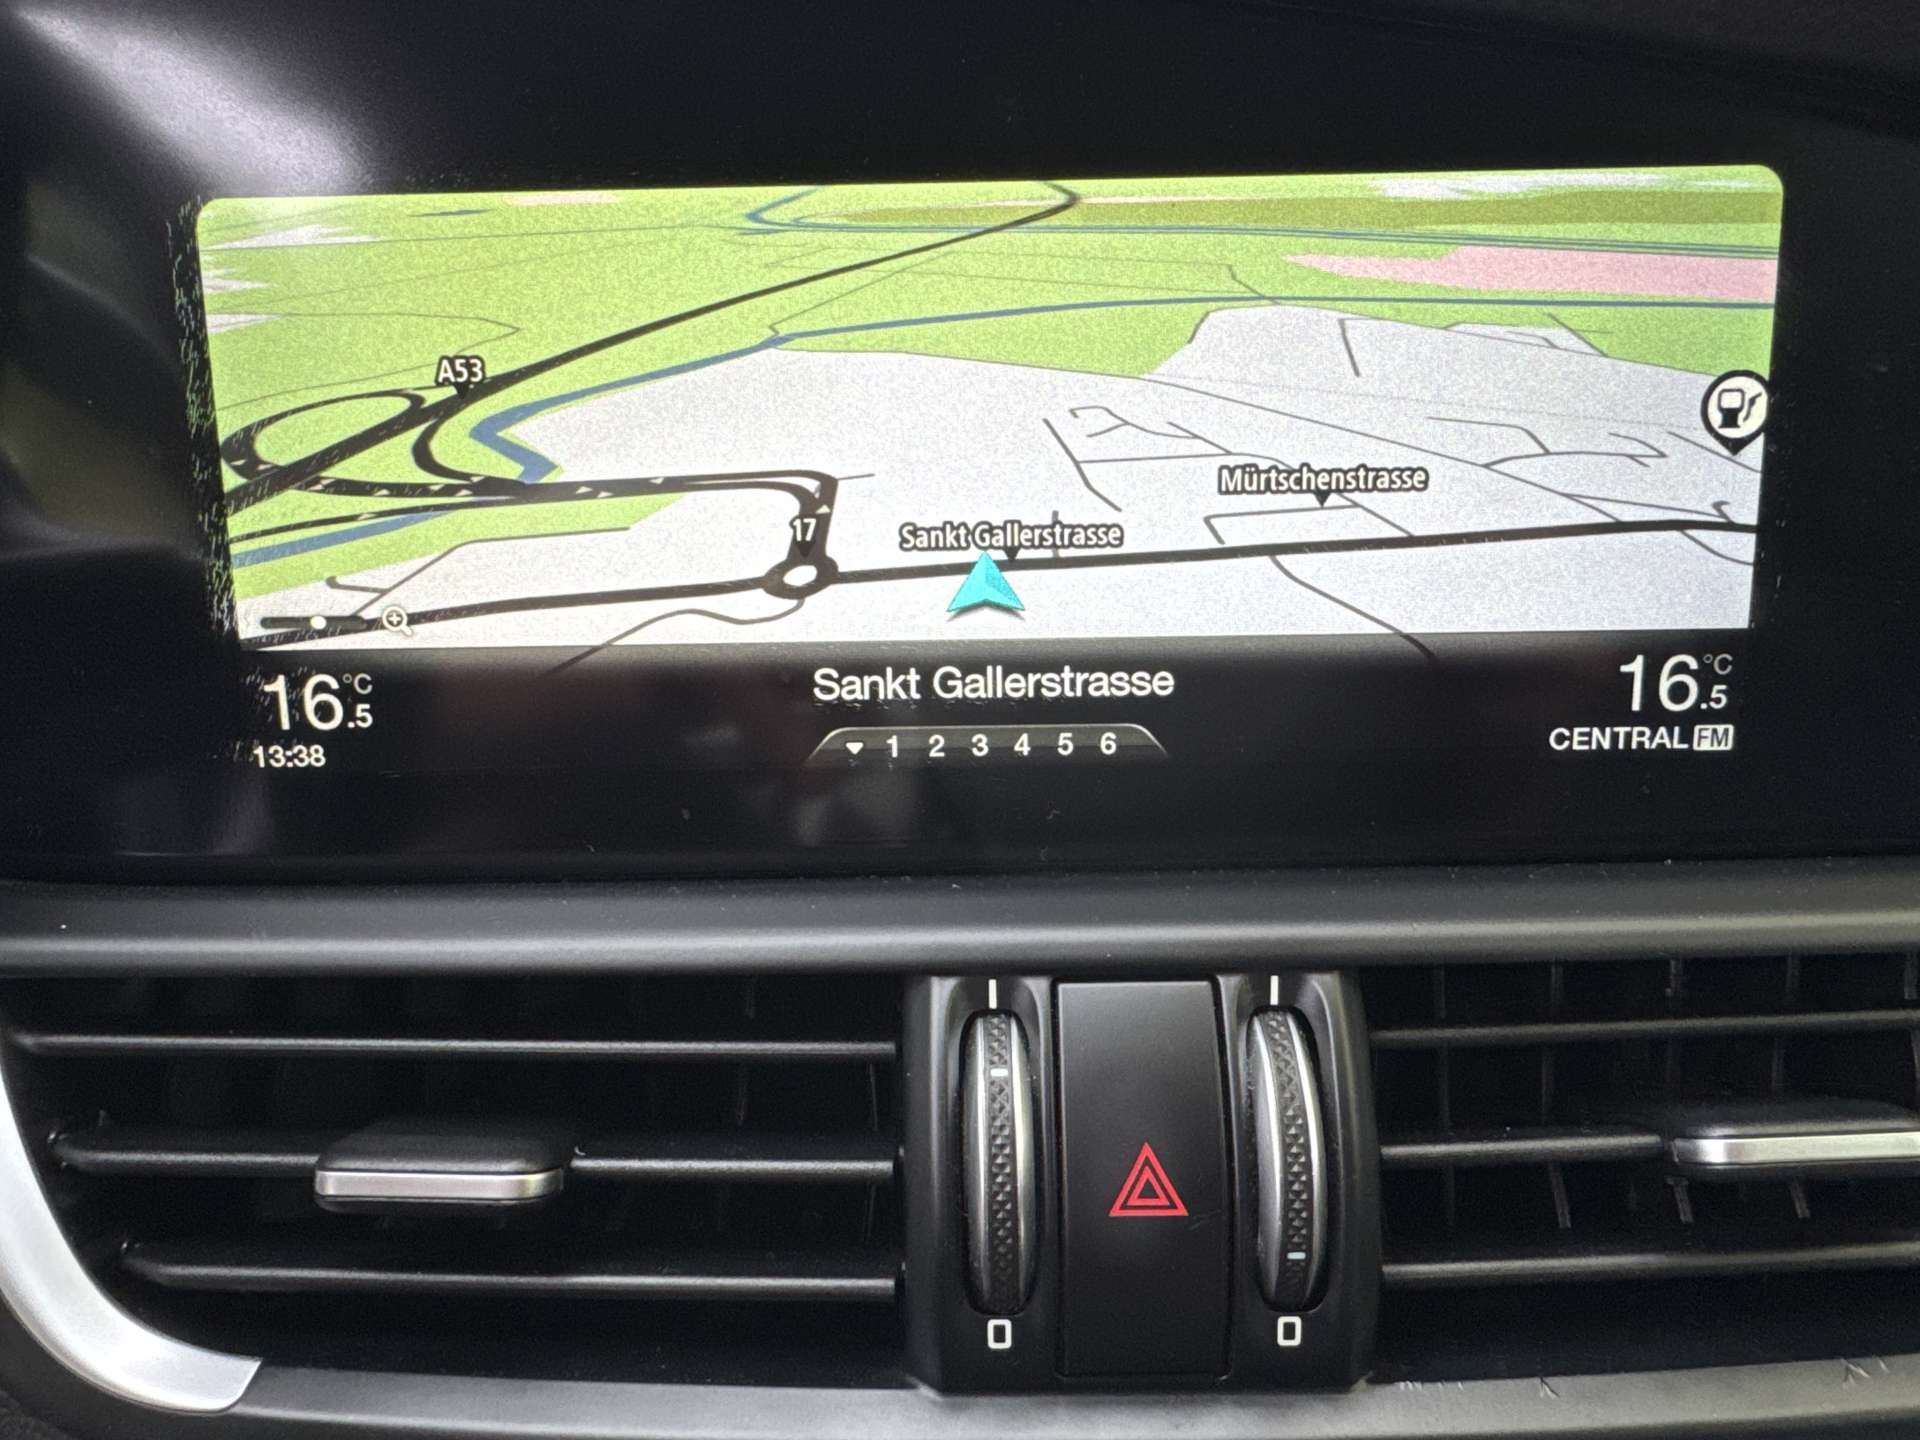 A53
Mürtschenstrasse
17
Sankt Gallerstrasse
16.5 °C
Sankt Gallerstrasse
16.5 °C
13:38
1 2 3 4 5 6
CENTRAL FM
I I
0 0